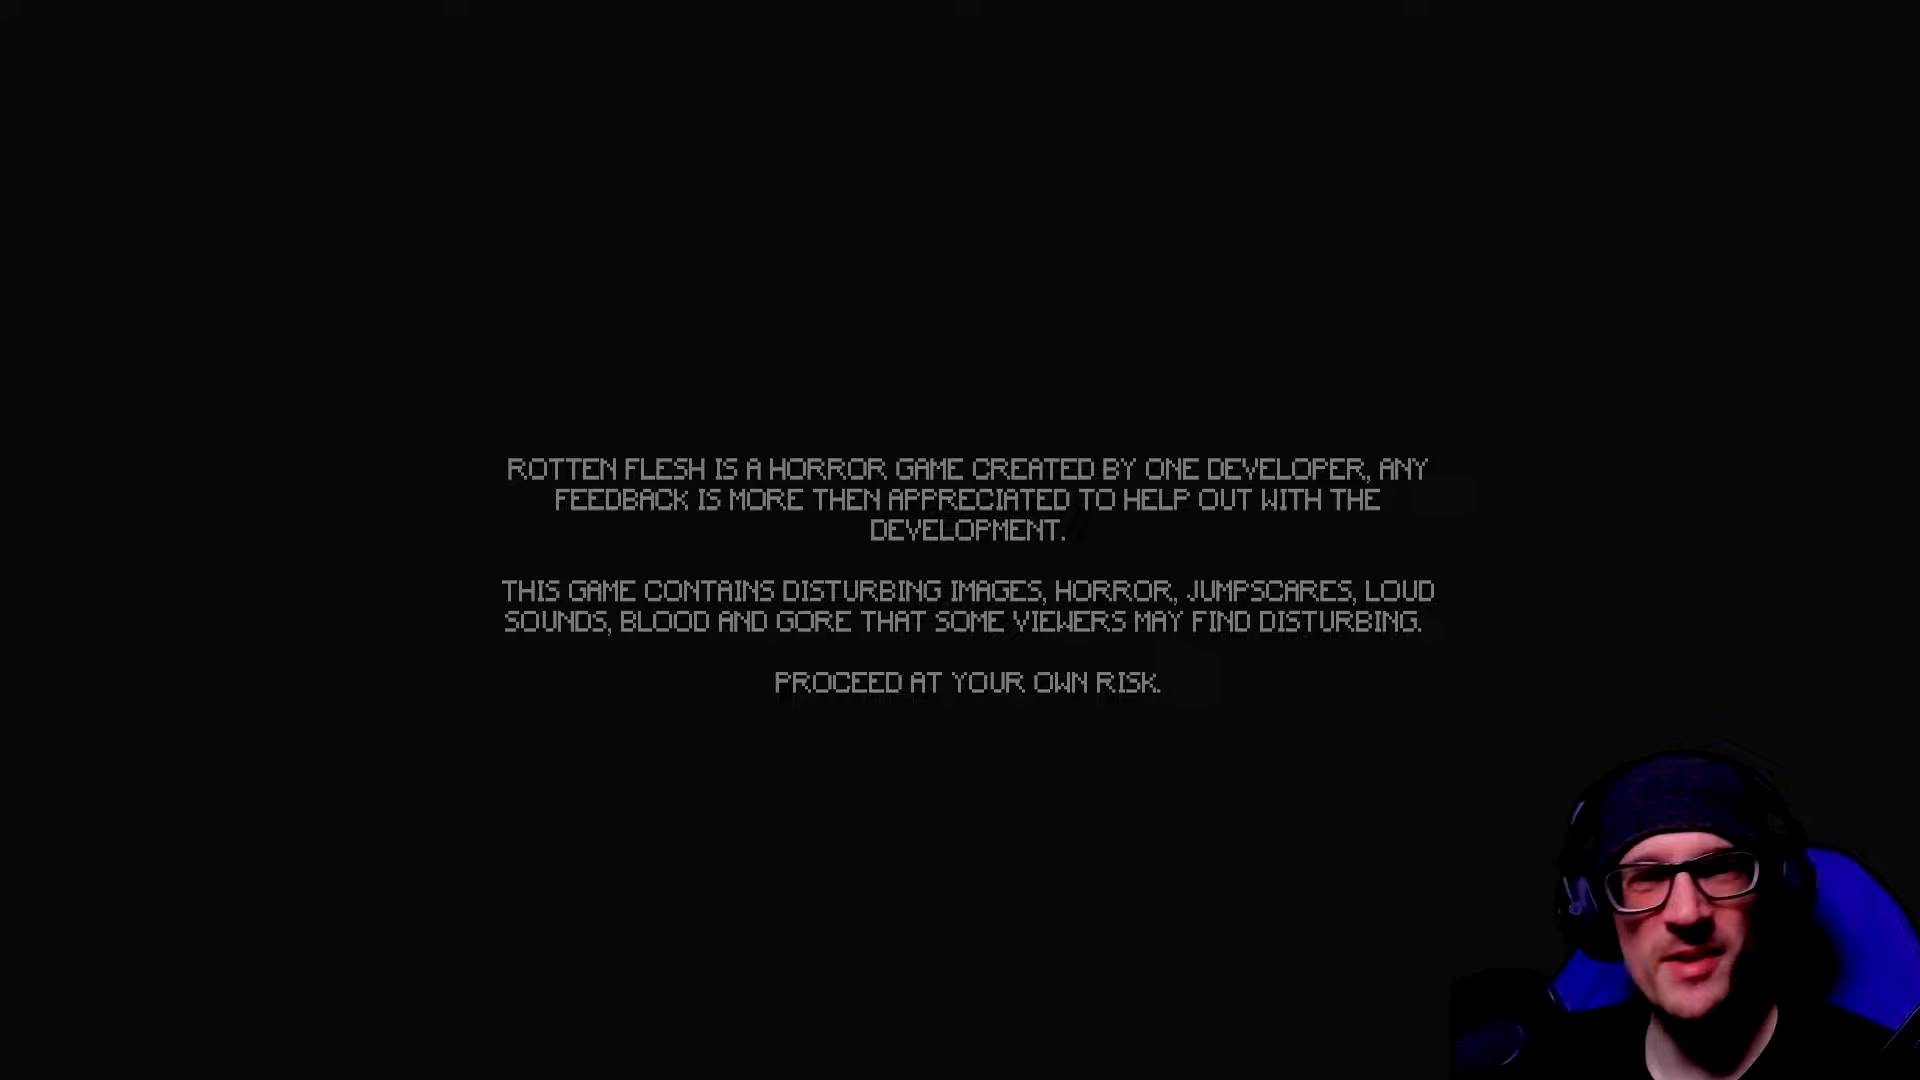 ROTTEN FLESH IS A HORROR GAME CREATED BY ONE DEVELOPER, ANY
FEEDBACK IS MORE THEN APPRECIATED TO HELP OUT WITH THE
DEVELOPMENT.
THIS GAME CONTAINS DISTURBING IMAGES, HORROR, JUMPSCARES, LOUD
SOUNDS, BLOOD AND GORE THAT SOME VIEWERS MAY FIND DISTURBING.
PROCEED AT YOUR OWN RISK.